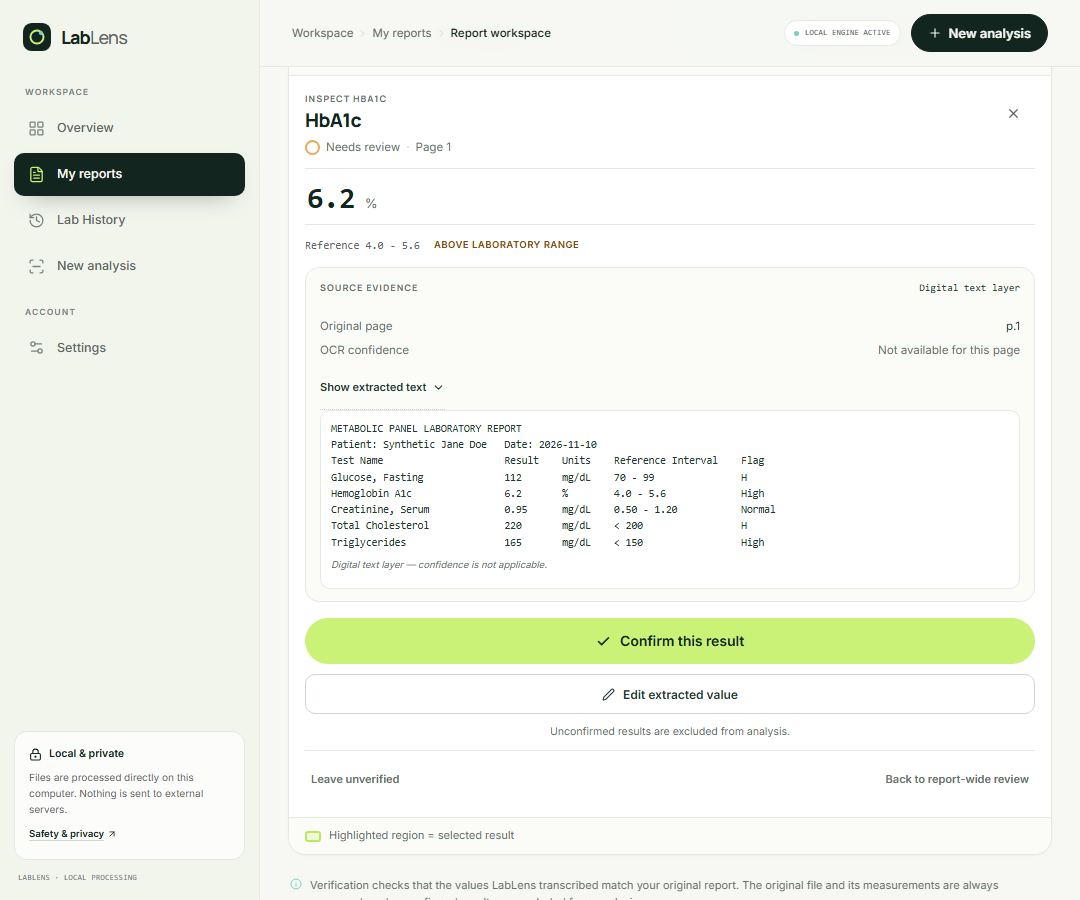 LabLens
WORKSPACE
Overview
My reports
Lab History
New analysis
ACCOUNT
Settings
Local & private
Files are processed directly on this
computer. Nothing is sent to external
servers.
Safety & privacy
LABLENS · LOCAL PROCESSING
Workspace › My reports › Report workspace
LOCAL ENGINE ACTIVE
+ New analysis
INSPECT HBA1C
HbA1c
Needs review · Page 1
6.2 %
Reference 4.0 - 5.6 ABOVE LABORATORY RANGE
SOURCE EVIDENCE Digital text layer
Original page p.1
OCR confidence Not available for this page
Show extracted text
METABOLIC PANEL LABORATORY REPORT
Patient: Synthetic Jane Doe Date: 2026-11-10
Test Name Result Units Reference Interval Flag
Glucose, Fasting 112 mg/dL 70 - 99 H
Hemoglobin A1c 6.2 % 4.0 - 5.6 High
Creatinine, Serum 0.95 mg/dL 0.50 - 1.20 Normal
Total Cholesterol 220 mg/dL < 200 H
Triglycerides 165 mg/dL < 150 High
Digital text layer — confidence is not applicable.
Confirm this result
Edit extracted value
Unconfirmed results are excluded from analysis.
Leave unverified Back to report-wide review
Highlighted region = selected result
Verification checks that the values LabLens transcribed match your original report. The original file and its measurements are always